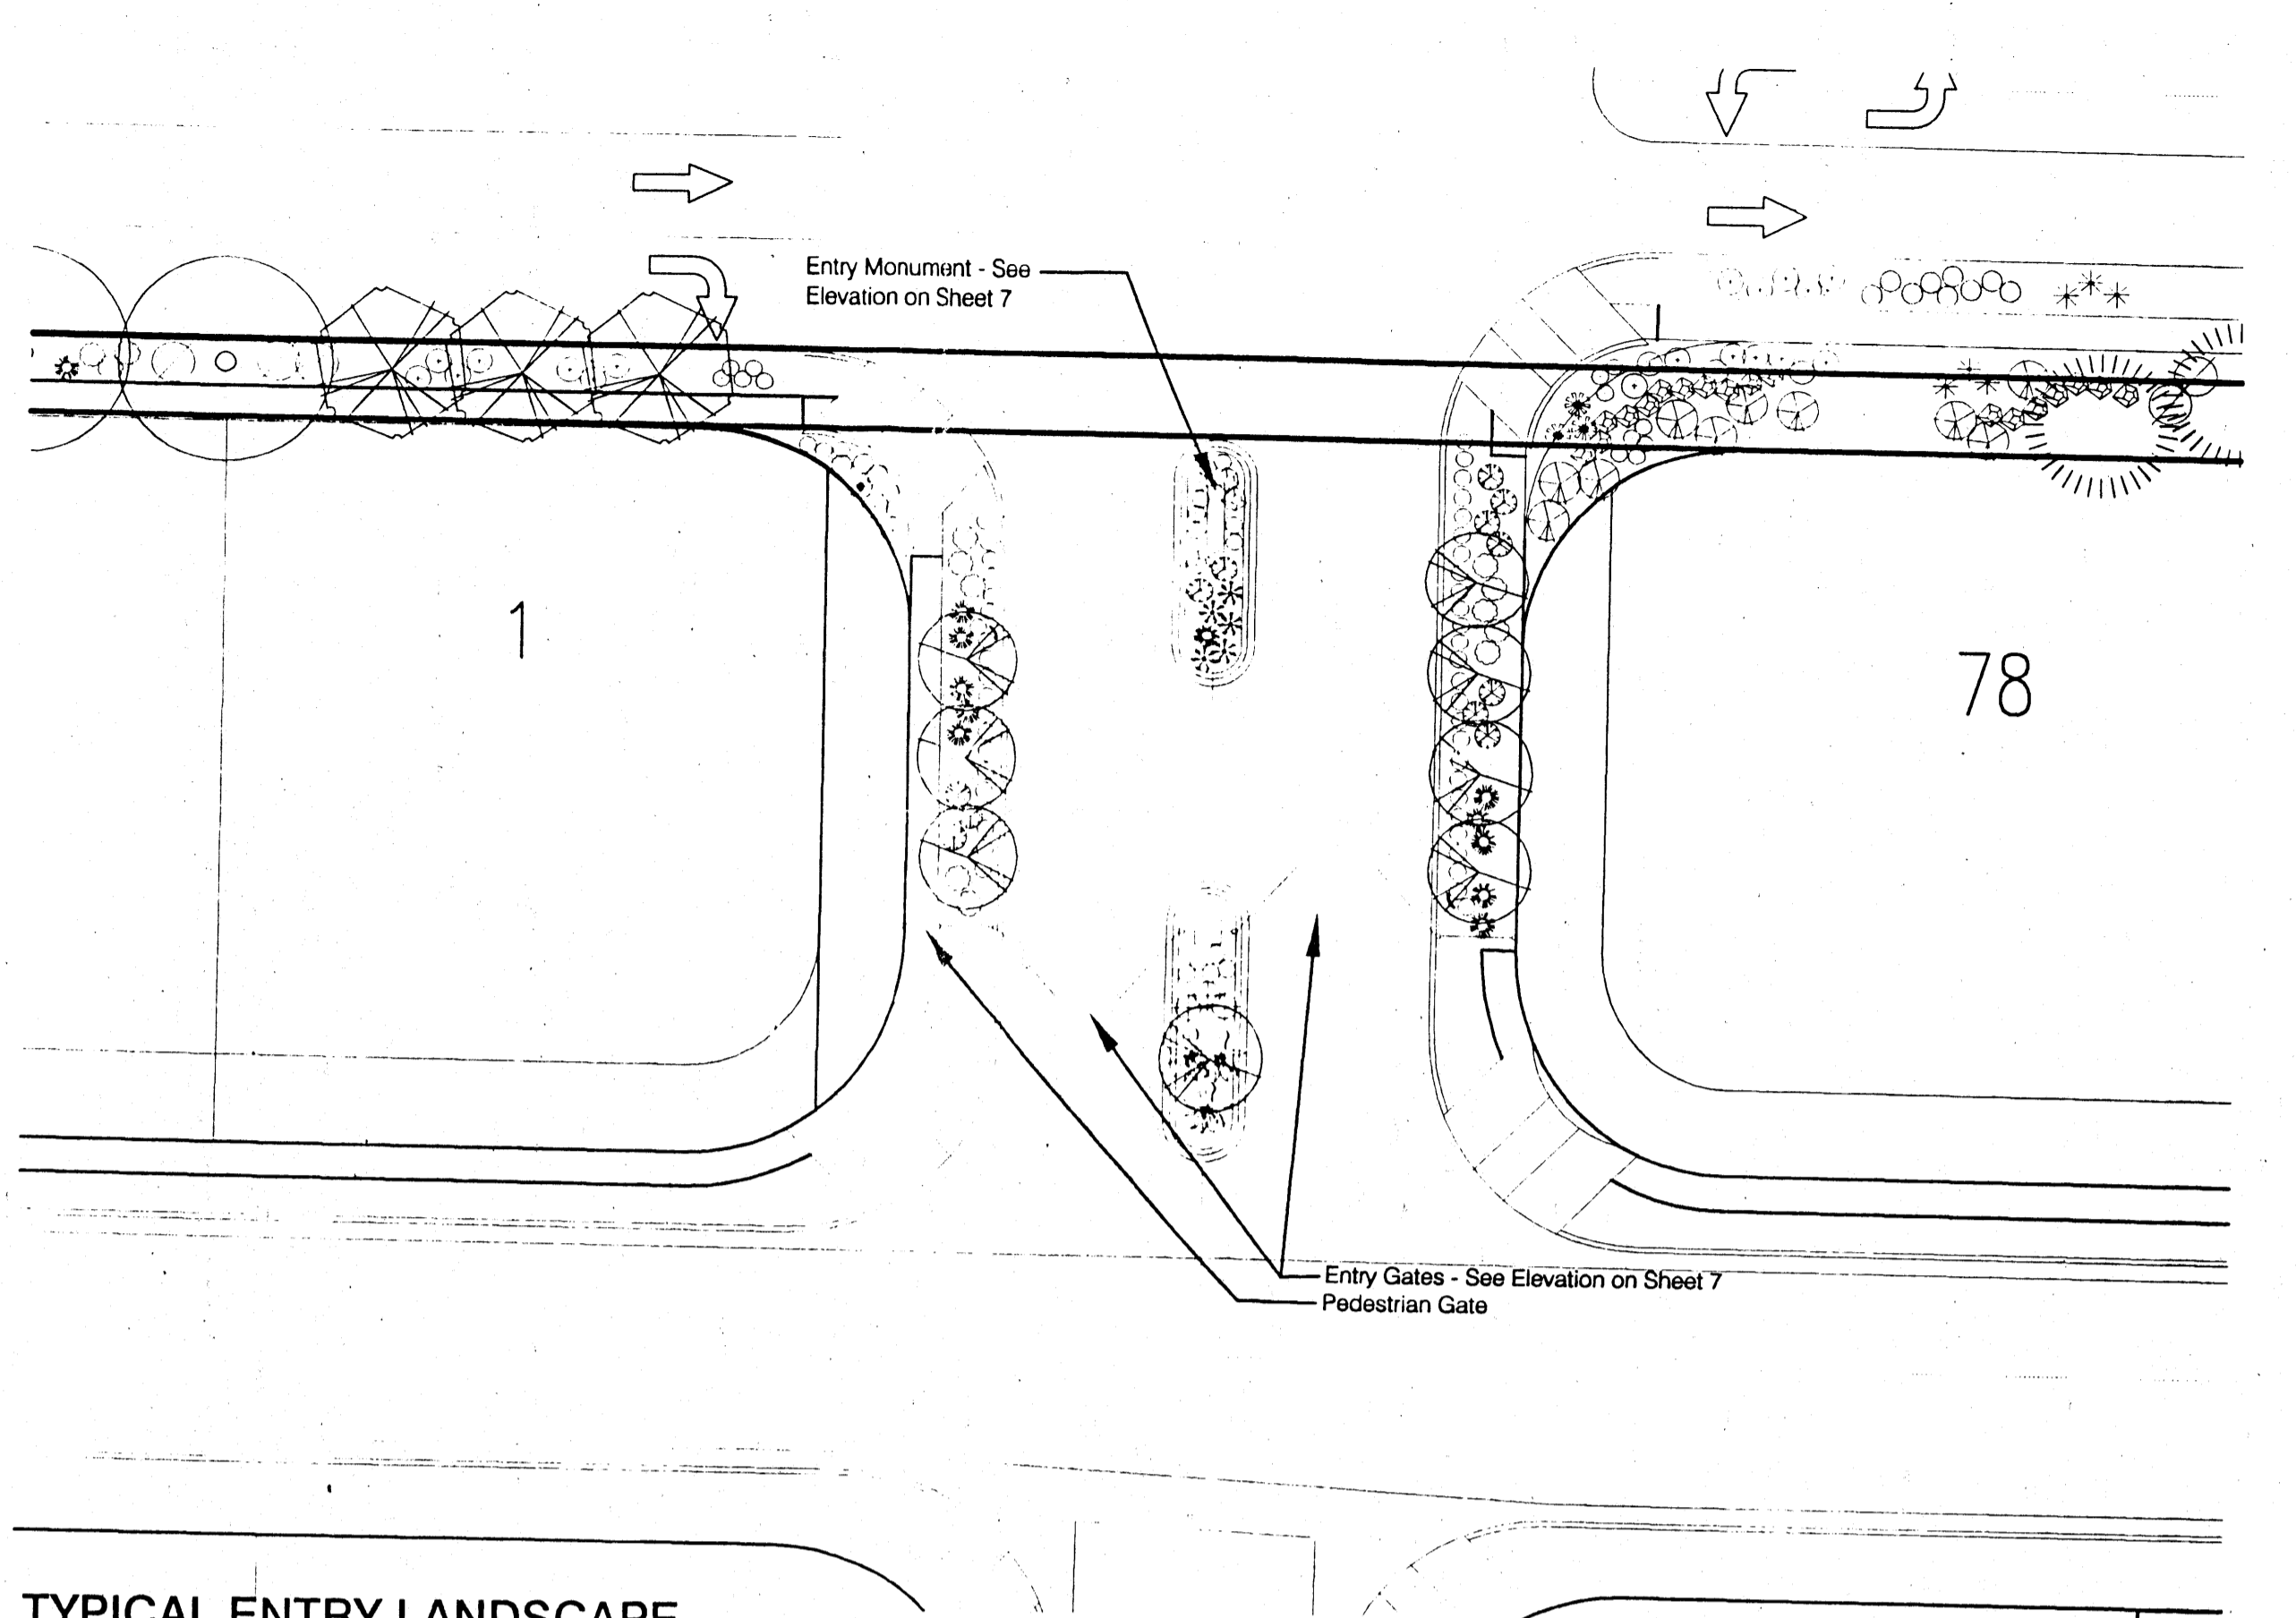 Entry Monument - See
Elevation on Sheet 7
1
78
Entry Gates - See Elevation on Sheet 7
Pedestrian Gate
TYPICAL ENTRY LANDSCAPE